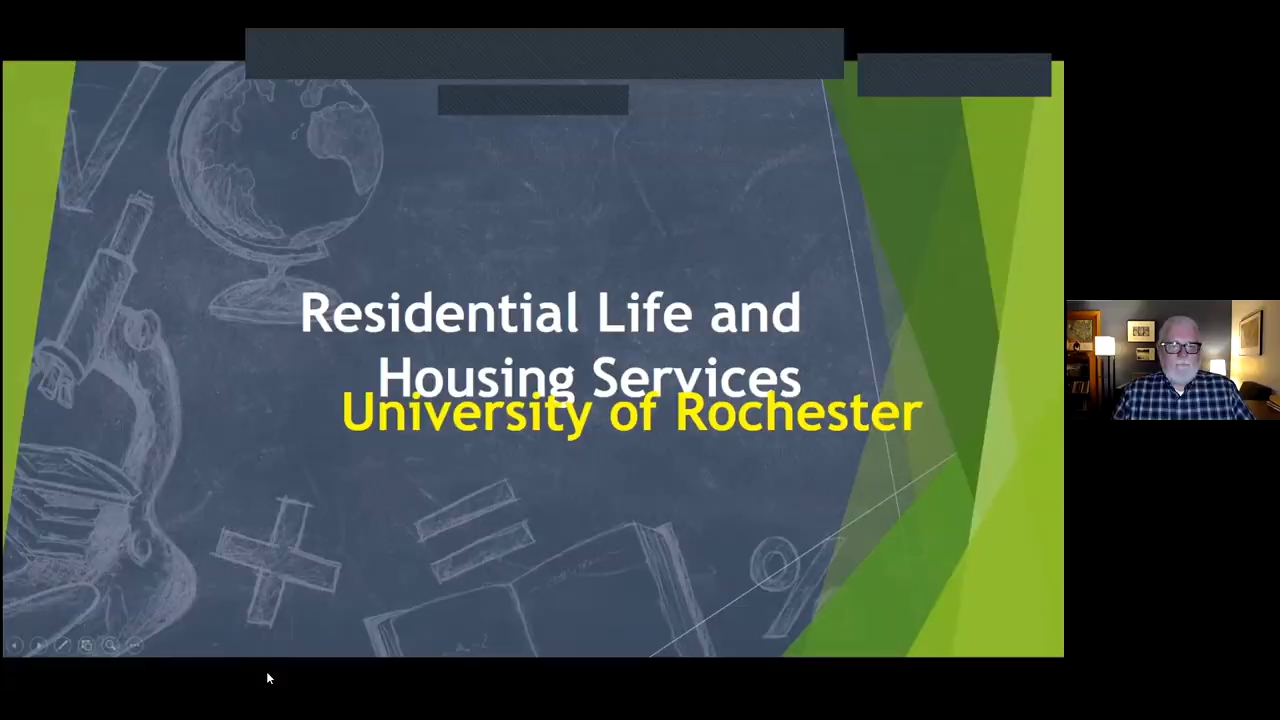 Residential Life and
Housing Services
University of Rochester